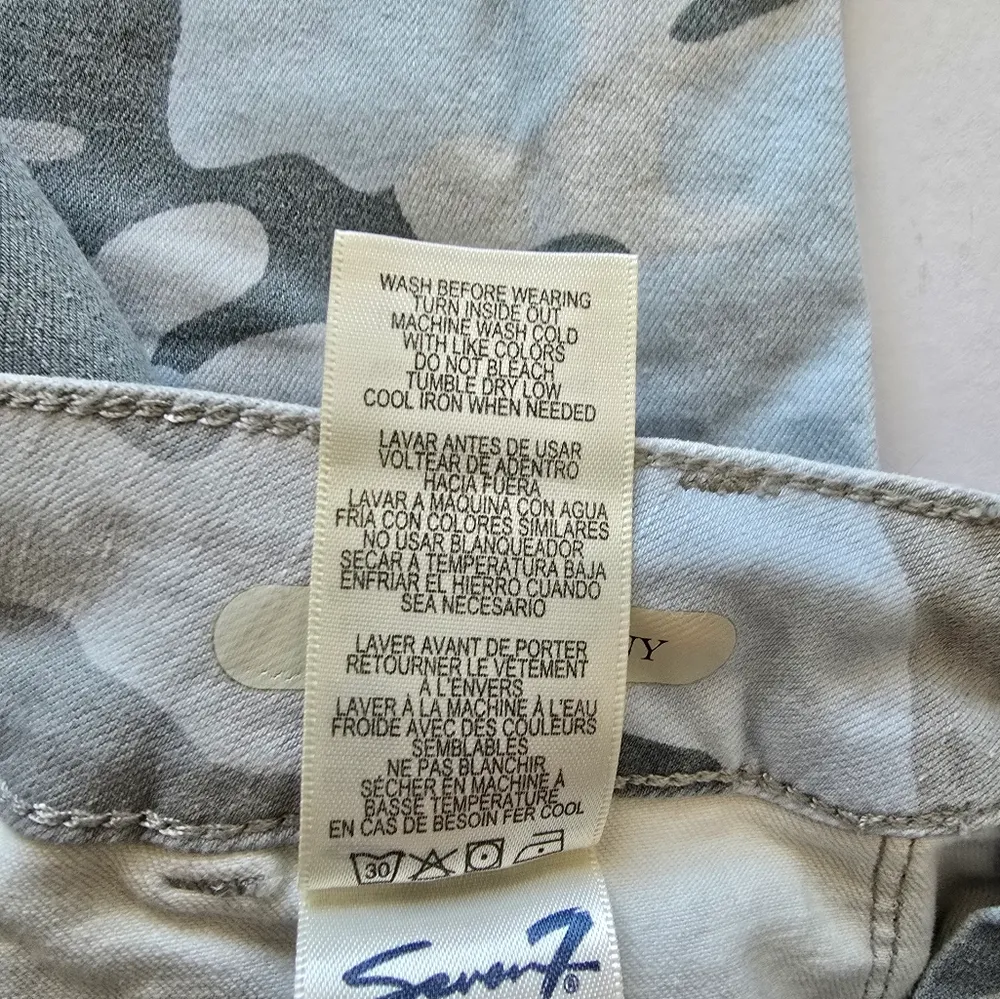 WASH BEFORE WEARING
TURN INSIDE OUT
MACHINE WASH COLD
WITH LIKE COLORS
DO NOT BLEACH
TUMBLE DRY LOW
COOL IRON WHEN NEEDED
LAVAR ANTES DE USAR
VOLTEAR DE ADENTRO
HACIA FUERA
LAVAR A MAQUINA CON AGUA
FRÍA CON COLORES SIMILARES
NO USAR BLANQUEADOR
SECAR A TEMPERATURA BAJA
ENFRIAR EL HIERRO CUANDO
SEA NECESARIO
LAVER AVANT DE PORTER
RETOURNER LE VÊTEMENT
À L'ENVERS
LAVER À LA MACHINE À L'EAU
FROIDE AVEC DES COULEURS
SEMBLABLES
NE PAS BLANCHIR
SÉCHER EN MACHINE À
BASSE TEMPÉRATURE
EN CAS DE BESOIN FER COOL
30
Seven7®